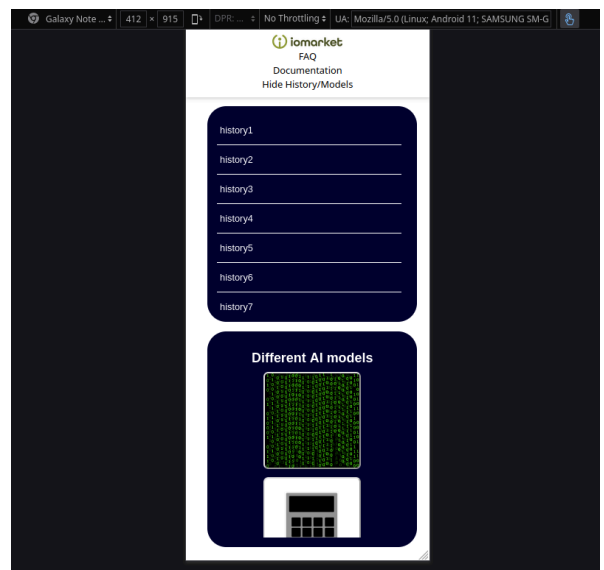 Galaxy Note ... 412 × 915 DPR: ... No Throttling UA: Mozilla/5.0 (Linux; Android 11; SAMSUNG SM-G
iomarket
FAQ
Documentation
Hide History/Models
history1
history2
history3
history4
history5
history6
history7
Different AI models